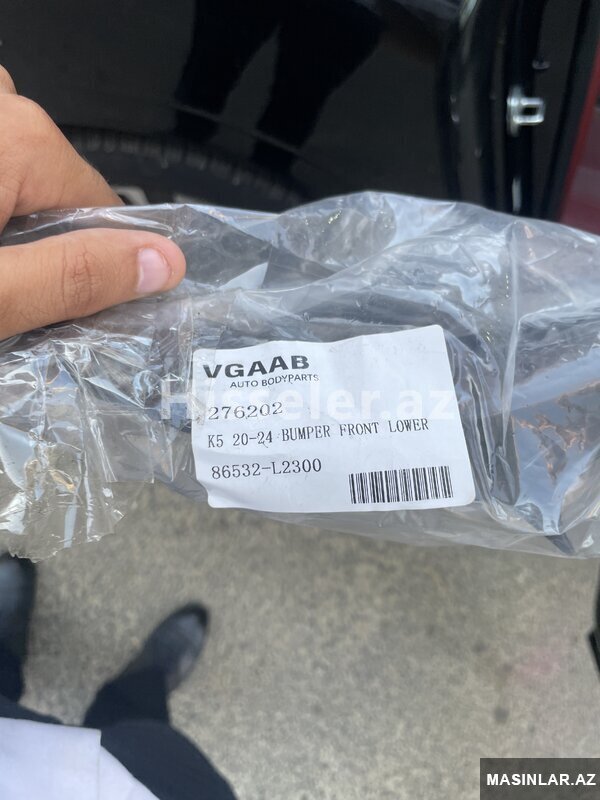 VGAAB
AUTO BODYPARTS
Hisseler.az
276202
K5 20-24 BUMPER FRONT LOWER
86532-L2300
MASINLAR.AZ